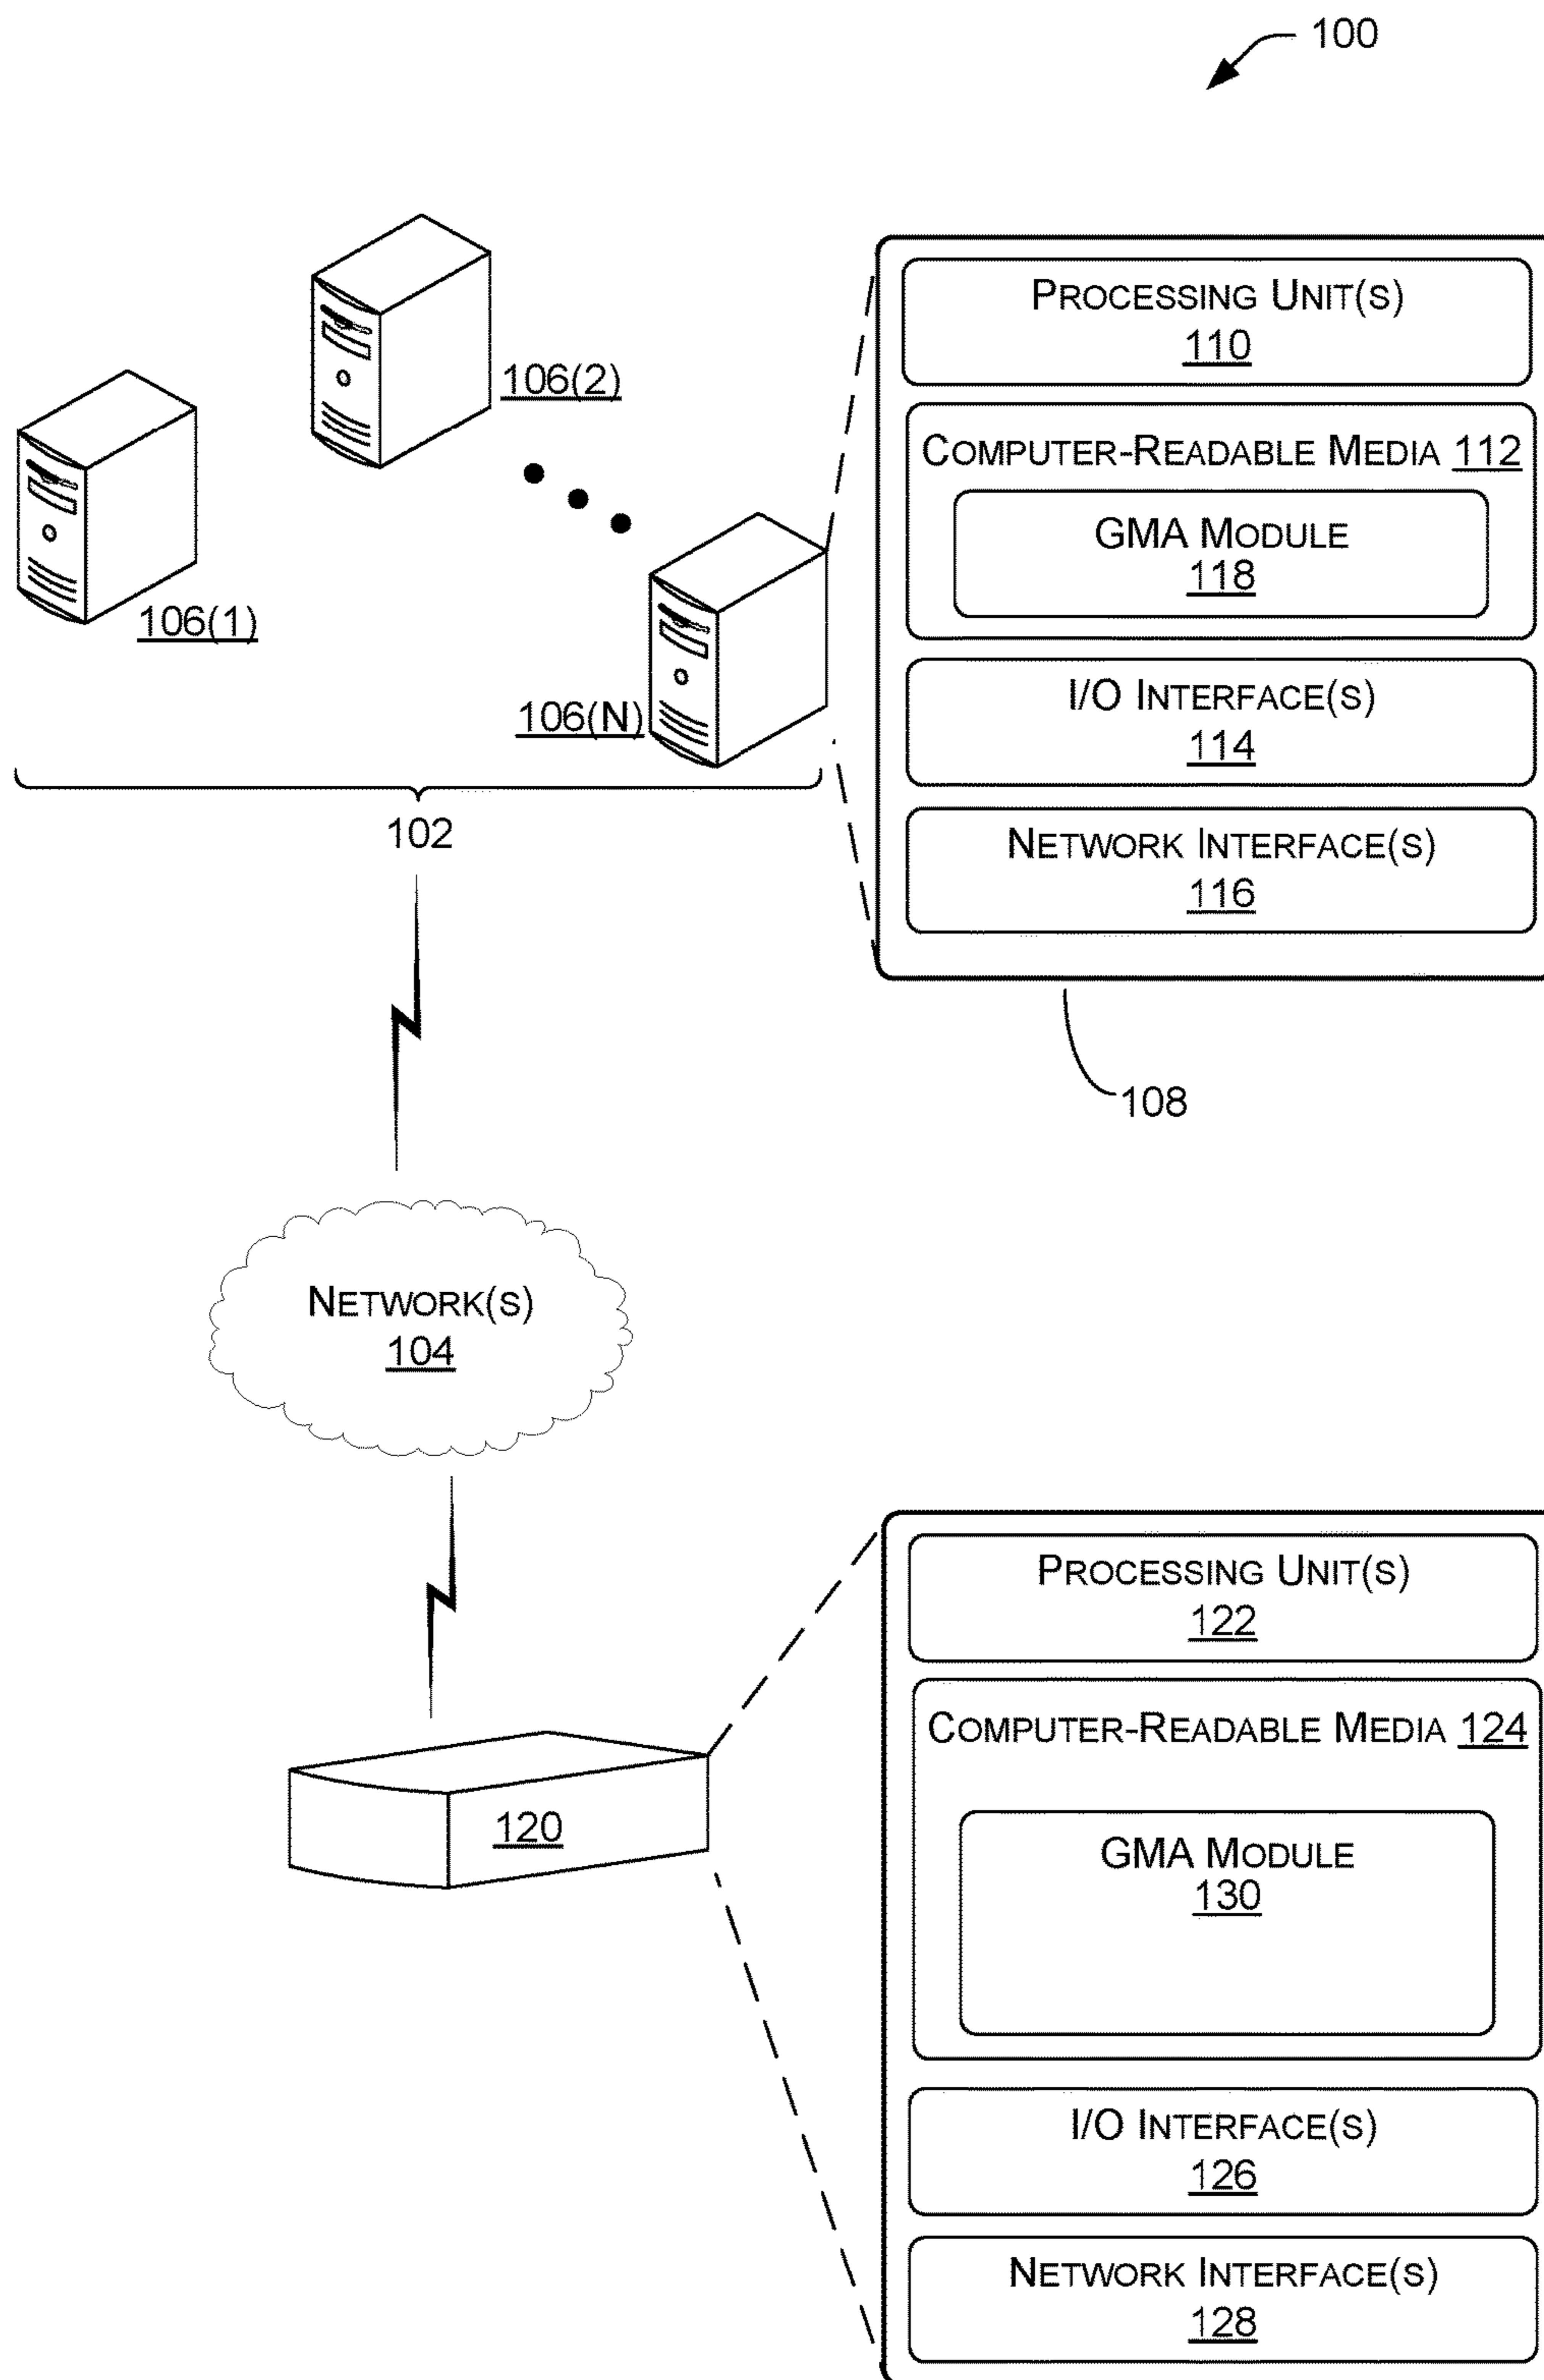 100
PROCESSING UNIT(S)
110
106(2)
COMPUTER-READABLE MEDIA 112
GMA MODULE
118
106(1)
I/O INTERFACE(S)
106(N)
114
102
NETWORK INTERFACE(S)
116
108
NETWORK(S)
104
PROCESSING UNIT(S)
122
COMPUTER-READABLE MEDIA 124
120
GMA MODULE
130
I/O INTERFACE(S)
126
NETWORK INTERFACE(S)
128